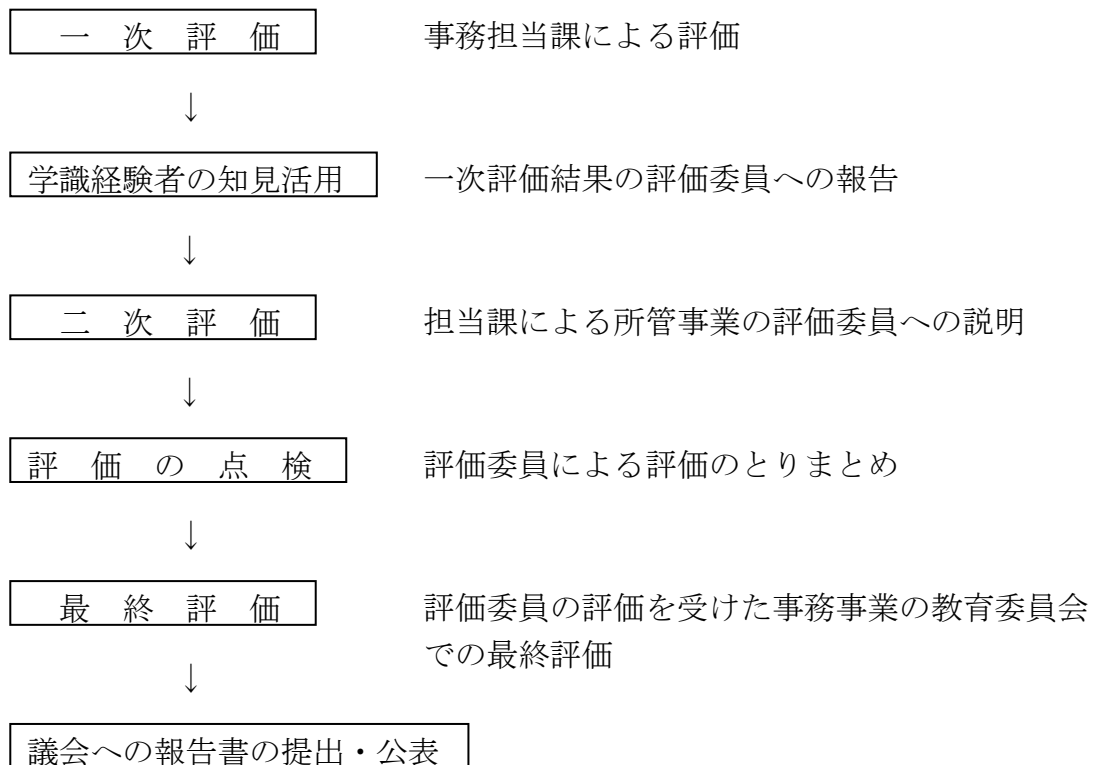 一 次 評 価 事務担当課による評価
↓
学識経験者の知見活用 一次評価結果の評価委員への報告
↓
二 次 評 価 担当課による所管事業の評価委員への説明
↓
評 価 の 点 検 評価委員による評価のとりまとめ
↓
最 終 評 価 評価委員の評価を受けた事務事業の教育委員会
での最終評価
↓
議会への報告書の提出・公表